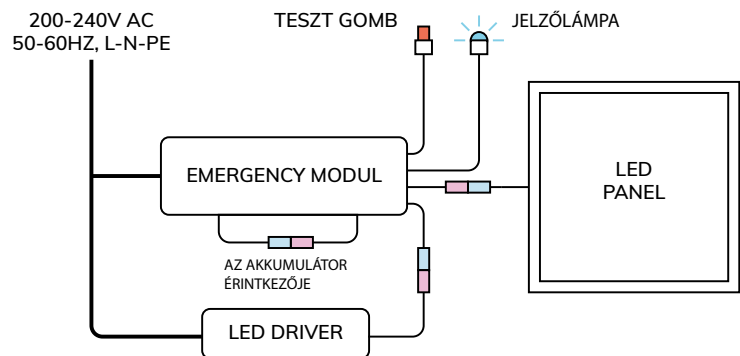 200-240V AC
50-60HZ, L-N-PE
TESZT GOMB
JELZŐLÁMPA
EMERGENCY MODUL
LED
PANEL
AZ AKKUMULÁTOR
ÉRINTKEZŐJE
LED DRIVER